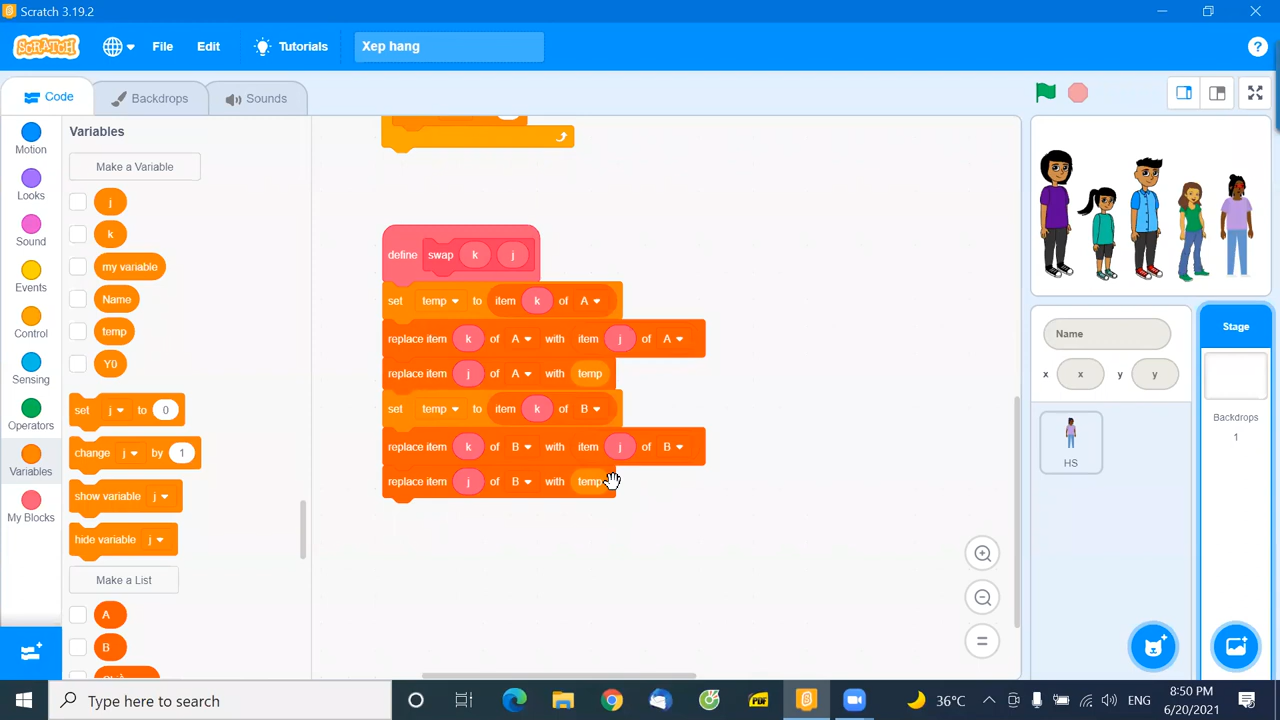 Scratch 3.19.2
SCRATCH File Edit Tutorials Xep hang ?
Code Backdrops Sounds
Motion
Looks
Sound
Events
Control
Sensing
Operators
Variables
My Blocks
Variables
Make a Variable
j
k
my variable
Name
temp
Y0
set j to 0
change j by 1
show variable j
hide variable j
Make a List
A
B
define swap k j
set temp to item k of A
replace item k of A with item j of A
replace item j of A with temp
set temp to item k of B
replace item k of B with item j of B
replace item j of B with temp
Name
x x y y
HS
Stage
Backdrops
1
Type here to search
PDF
36°C
ENG
8:50 PM
6/20/2021